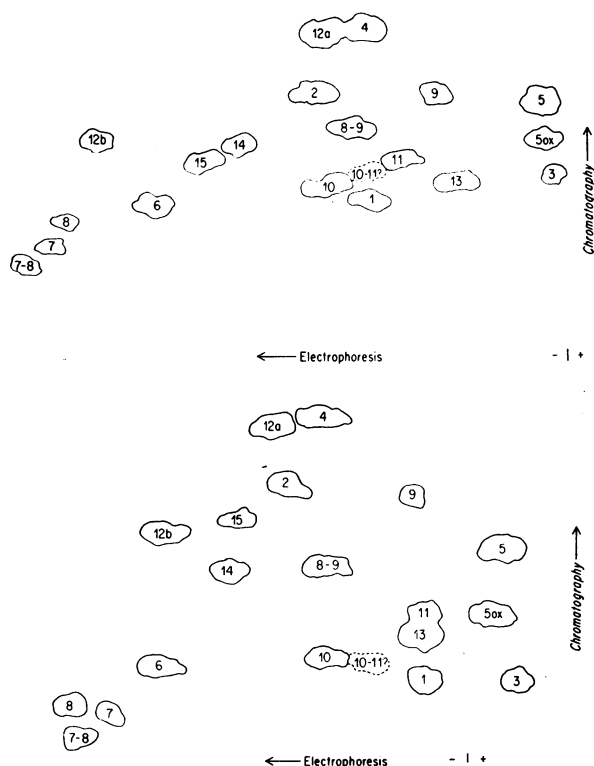 12a 4
2 9 5
8-9
12b 14 5ox
15 11
10-11? 3
10 13
6 1
8
7
7-8
Chromatography
← Electrophoresis - | +
12a 4
2 9
15
12b 5
14 8-9
11 5ox
13
10 10-11?
6 1 3
8 7
7-8
Chromatography
← Electrophoresis - | +